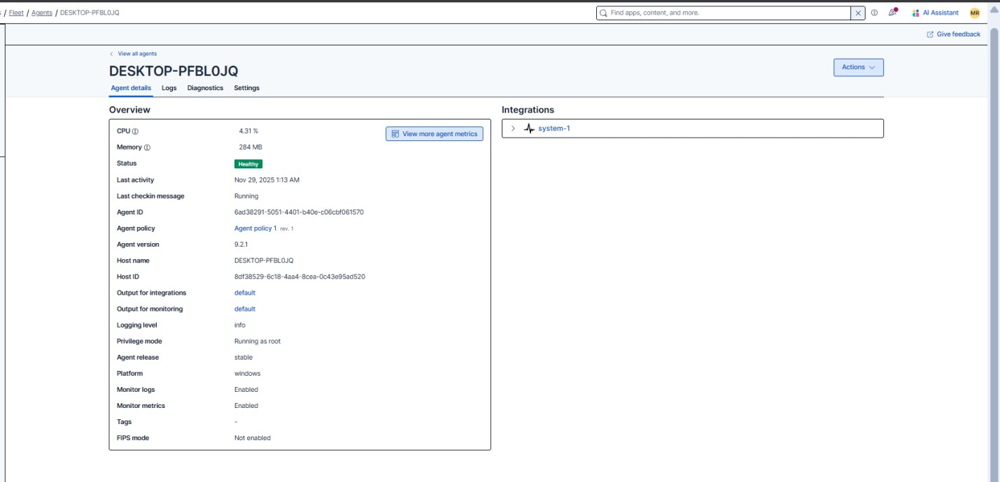 s / Fleet / Agents / DESKTOP-PFBL0JQ
Find apps, content, and more.
AI Assistant
MR
Give feedback
View all agents
DESKTOP-PFBL0JQ
Actions
Agent details Logs Diagnostics Settings
Overview
CPU 4.31 %
View more agent metrics
Memory 284 MB
Status Healthy
Last activity Nov 29, 2025 1:13 AM
Last checkin message Running
Agent ID 6ad38291-5051-4401-b40e-c06cbf061570
Agent policy Agent policy 1 rev. 1
Agent version 9.2.1
Host name DESKTOP-PFBL0JQ
Host ID 8df38529-6c18-4aa4-8cea-0c43e95ad520
Output for integrations default
Output for monitoring default
Logging level info
Privilege mode Running as root
Agent release stable
Platform windows
Monitor logs Enabled
Monitor metrics Enabled
Tags -
FIPS mode Not enabled
Integrations
system-1